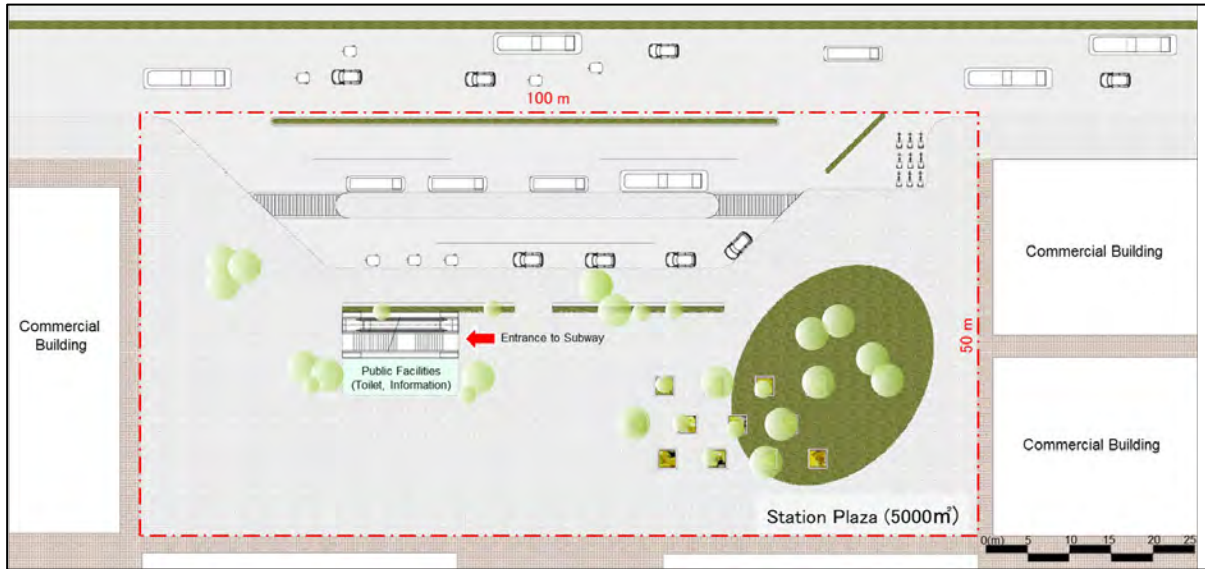 100 m
Commercial Building
Commercial
Building
50 m
Entrance to Subway
Public Facilities
(Toilet, Information)
Commercial Building
Station Plaza (5000㎡)
0(m) 5 10 15 20 25